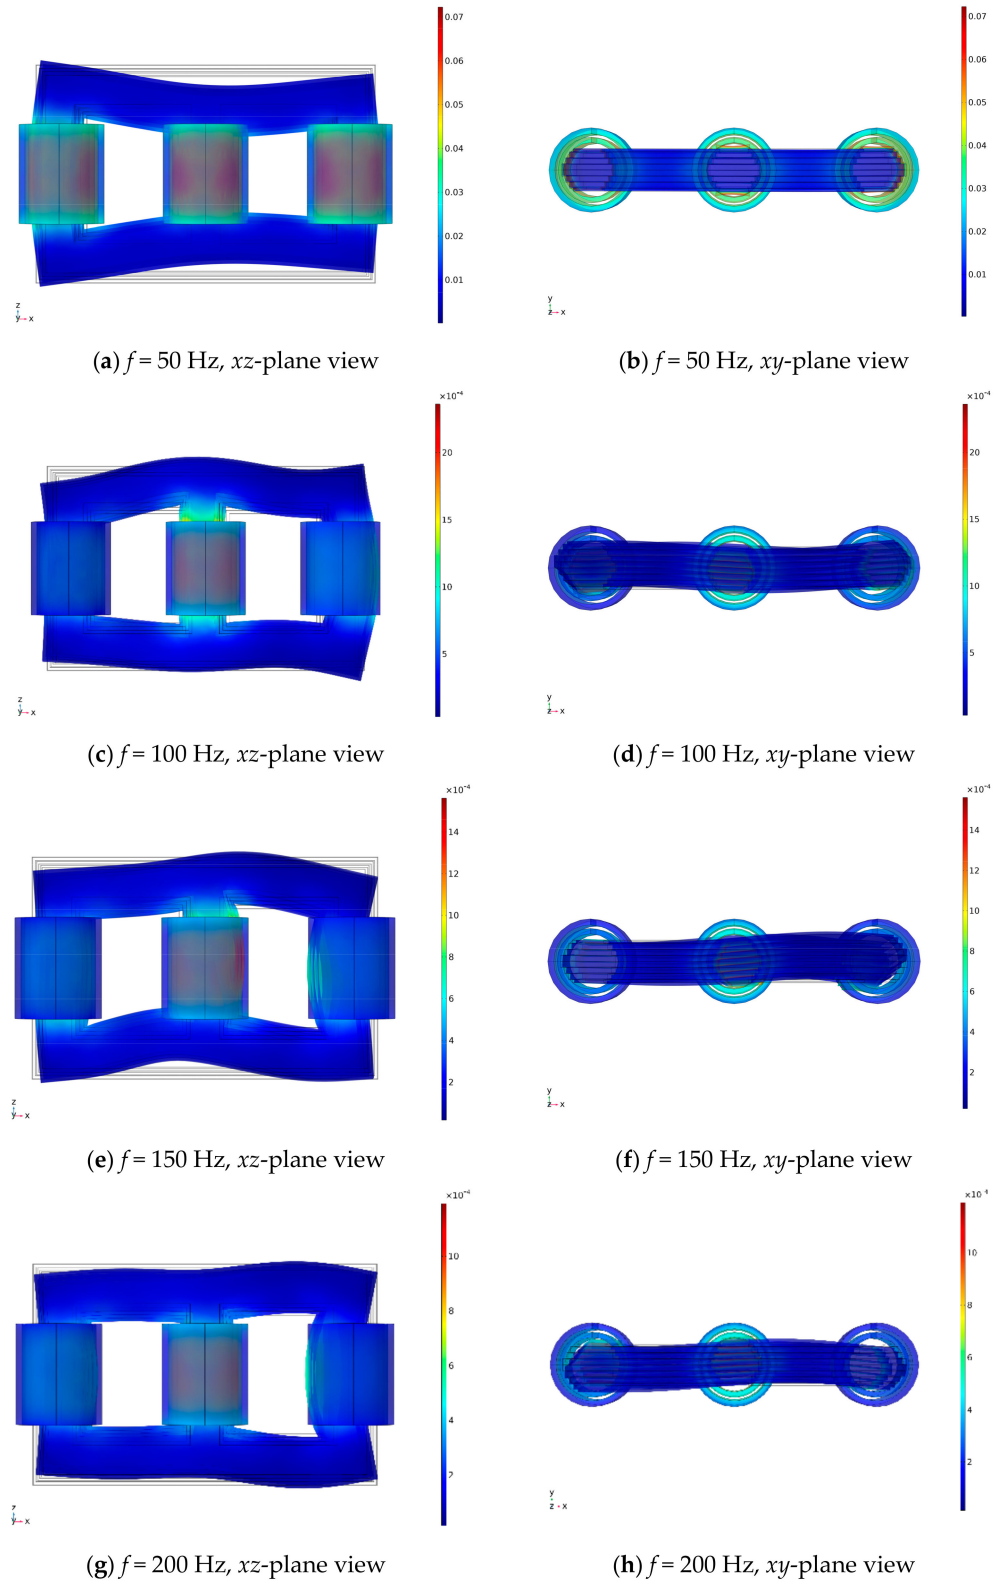 0.07
0.06
0.05
0.04
0.03
0.02
0.01
z
y x
(a) f = 50 Hz, xz-plane view
0.07
0.06
0.05
0.04
0.03
0.02
0.01
y
z x
(b) f = 50 Hz, xy-plane view
×10⁻⁴
20
15
10
5
z
y x
(c) f = 100 Hz, xz-plane view
×10⁻⁴
20
15
10
5
y
z x
(d) f = 100 Hz, xy-plane view
×10⁻⁴
14
12
10
8
6
4
2
z
y x
(e) f = 150 Hz, xz-plane view
×10⁻⁴
14
12
10
8
6
4
2
y
z x
(f) f = 150 Hz, xy-plane view
×10⁻⁴
10
8
6
4
2
z
y x
(g) f = 200 Hz, xz-plane view
×10⁻⁴
10
8
6
4
2
y
z x
(h) f = 200 Hz, xy-plane view